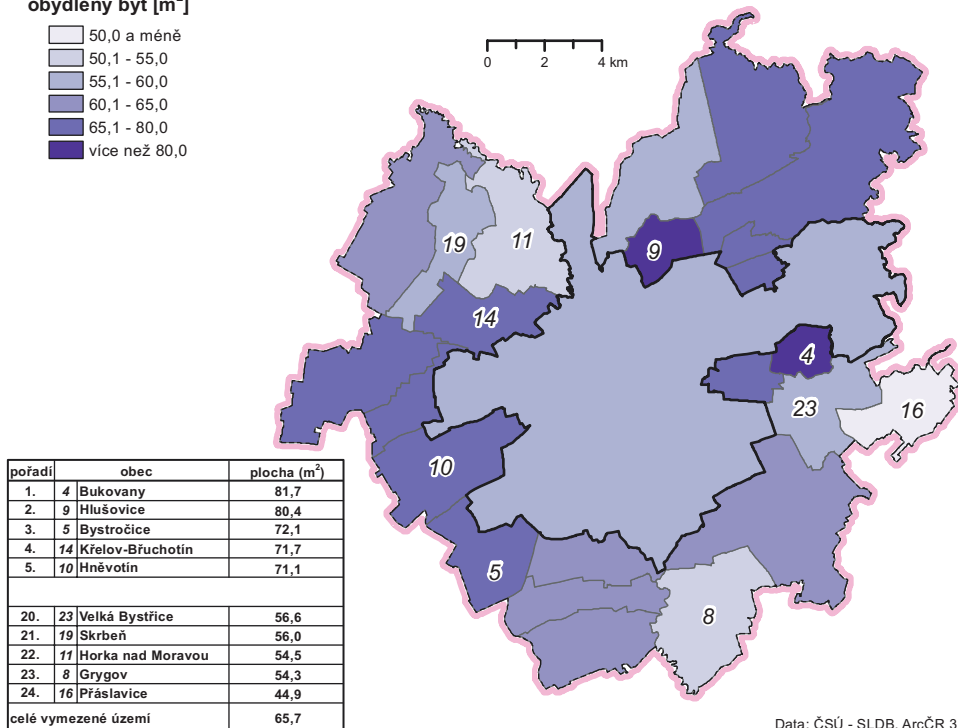 obydlený byt [m²]
50,0 a méně
50,1 - 55,0
55,1 - 60,0
60,1 - 65,0
65,1 - 80,0
více než 80,0
0 2 4 km
9
11
19
14
4
23
16
10
5
8
pořadí obec plocha (m²)
1. 4 Bukovany 81,7
2. 9 Hlušovice 80,4
3. 5 Bystročice 72,1
4. 14 Křelov-Břuchotín 71,7
5. 10 Hněvotín 71,1
20. 23 Velká Bystřice 56,6
21. 19 Skrbeň 56,0
22. 11 Horka nad Moravou 54,5
23. 8 Grygov 54,3
24. 16 Přáslavice 44,9
celé vymezené území 65,7
Data: ČSÚ - SLDB, ArcČR 3